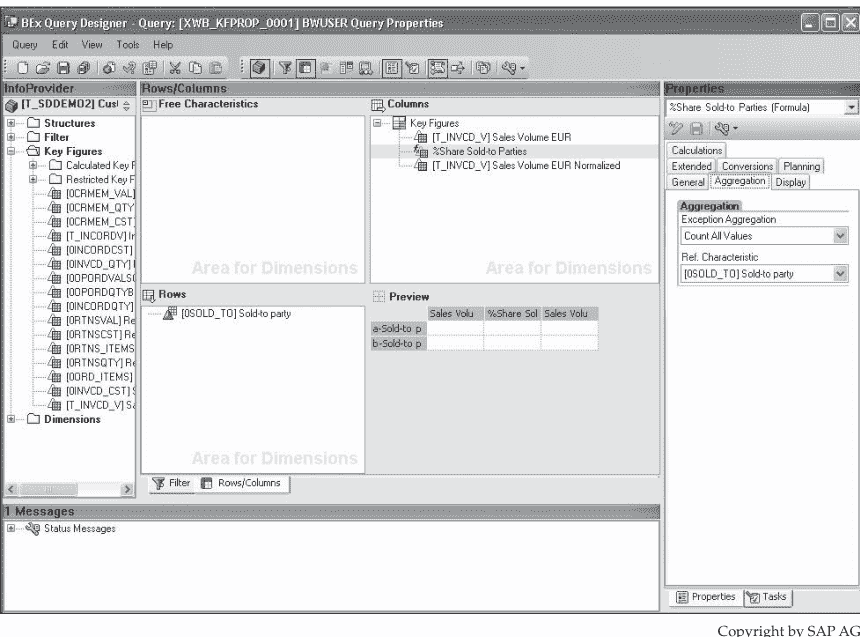 BEx Query Designer - Query: [XWB_KFPROP_0001] BWUSER Query Properties
Query Edit View Tools Help
InfoProvider
[T_SDDEMO2] Cust
Structures
Filter
Key Figures
Calculated Key F
Restricted Key F
[0CRMEM_VAL]
[0CRMEM_QTY
[0CRMEM_CST]
[T_INCORDV] Ir
[0INCORDCST]
[0INVCD_QTY] I
[0OPORDVALS(
[0OPORDQTYB
[0INCORDQTY]
[0RTNSVAL] Re
[0RTNSCST] Re
[0RTNS_ITEMS
[0RTNSQTY] Re
[0ORD_ITEMS]
[0INVCD_CST] S
[T_INVCD_V] Sa
Dimensions
Rows/Columns
Free Characteristics
Area for Dimensions
Columns
Key Figures
[T_INVCD_V] Sales Volume EUR
%Share Sold-to Parties
[T_INVCD_V] Sales Volume EUR Normalized
Area for Dimensions
Rows
[0SOLD_TO] Sold-to party
Area for Dimensions
Preview
Sales Volu %Share Sol Sales Volu
a-Sold-to p
b-Sold-to p
Filter Rows/Columns
Properties
%Share Sold-to Parties (Formula)
Calculations
Extended Conversions Planning
General Aggregation Display
Aggregation
Exception Aggregation
Count All Values
Ref. Characteristic
[0SOLD_TO] Sold-to party
Properties Tasks
1 Messages
Status Messages
Copyright by SAP AG